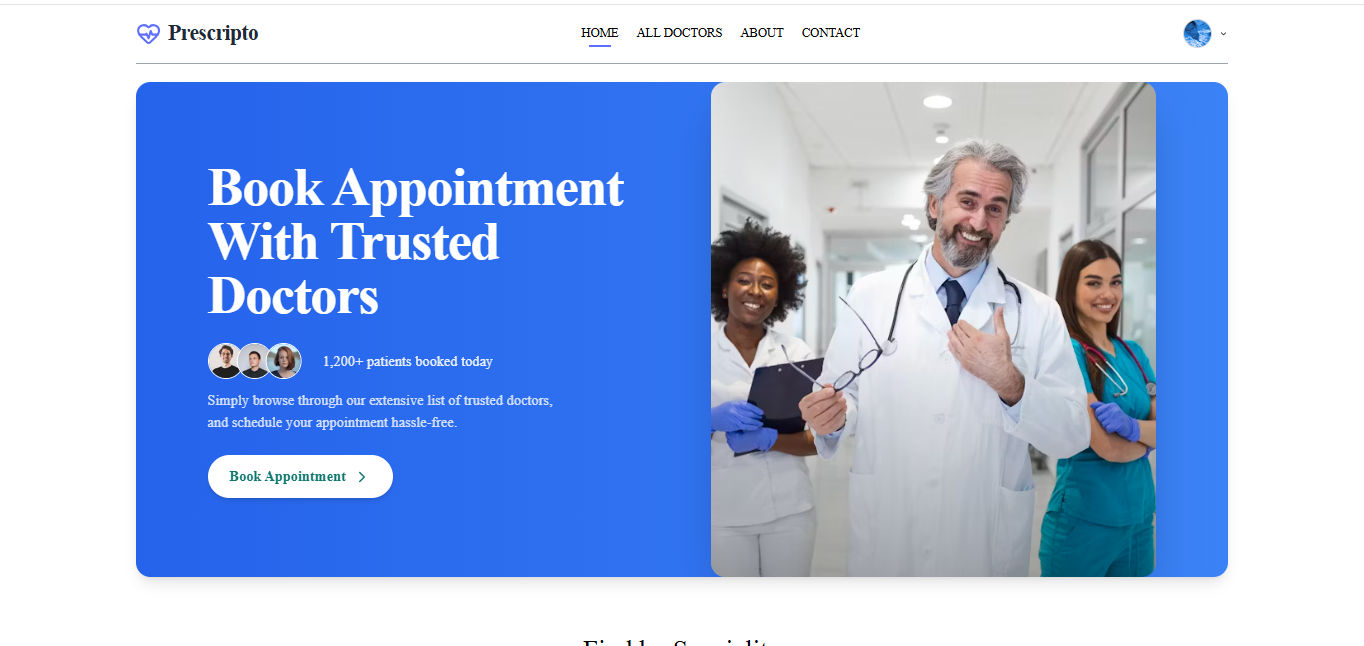 Prescripto
HOME ALL DOCTORS ABOUT CONTACT
Book Appointment
With Trusted
Doctors
1,200+ patients booked today
Simply browse through our extensive list of trusted doctors,
and schedule your appointment hassle-free.
Book Appointment